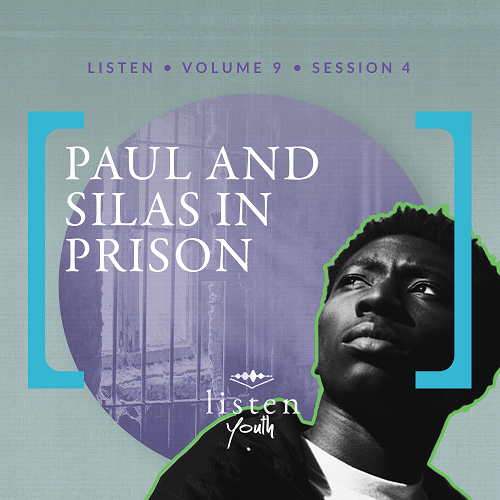 LISTEN • VOLUME 9 • SESSION 4
PAUL AND
SILAS IN
PRISON
listen
youth